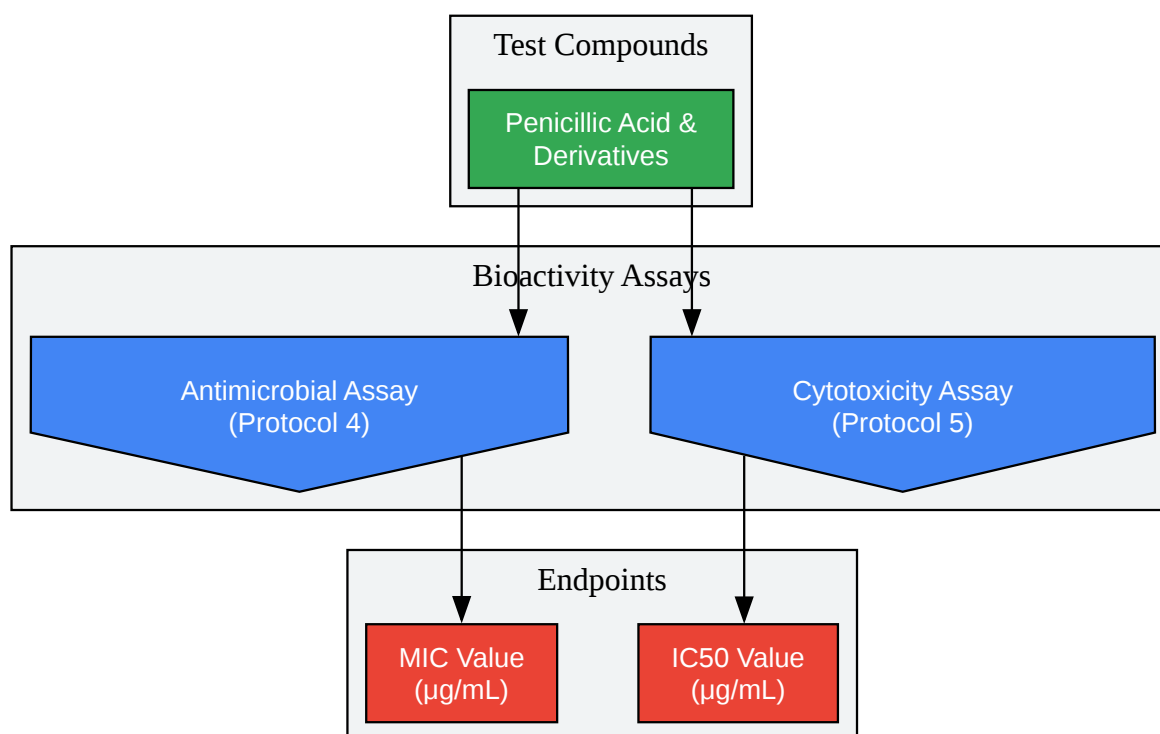 Test Compounds
Penicillic Acid &
Derivatives
Bioactivity Assays
Antimicrobial Assay
(Protocol 4)
Cytotoxicity Assay
(Protocol 5)
Endpoints
MIC Value
(µg/mL)
IC50 Value
(µg/mL)